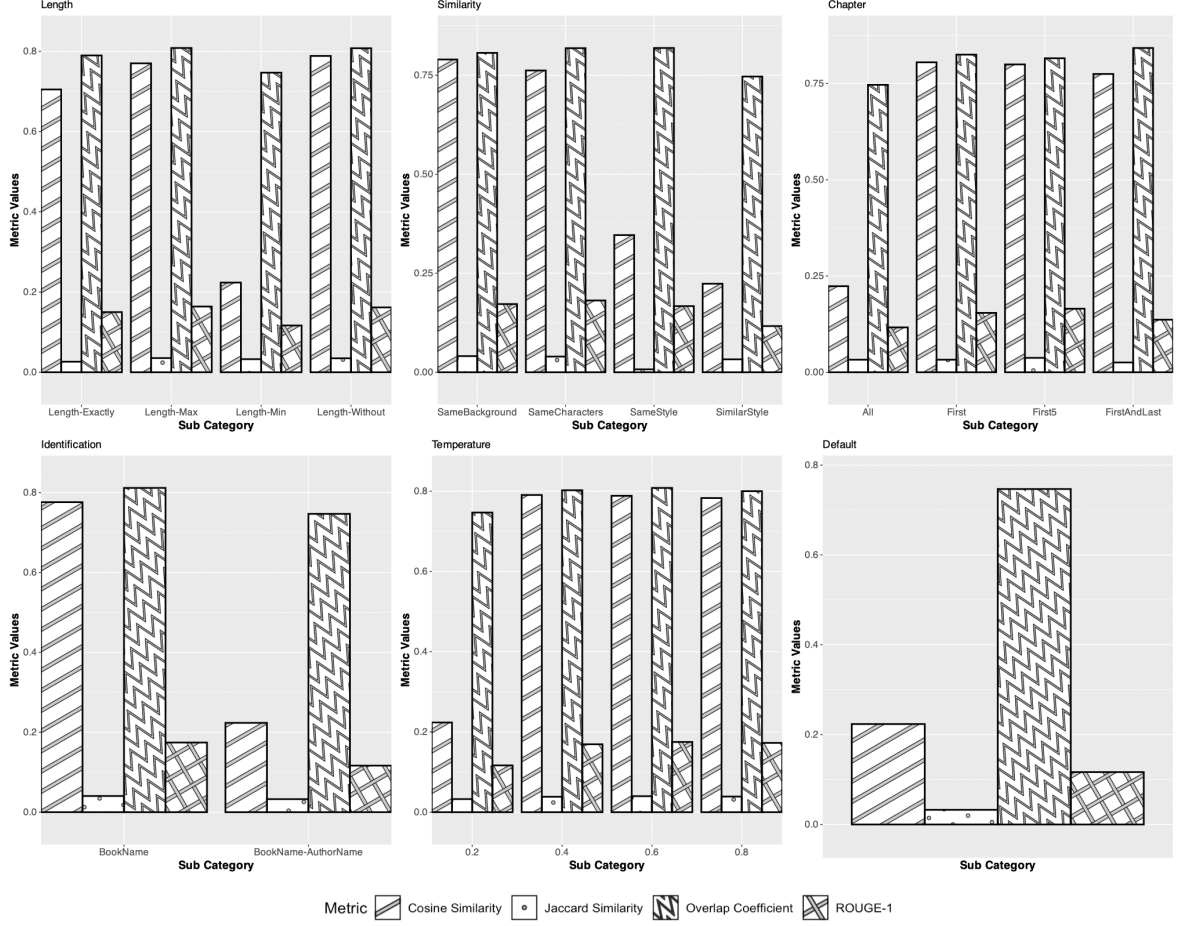 Length
Metric Values
0.8
0.6
0.4
0.2
0.0
Length-Exactly Length-Max Length-Min Length-Without
Sub Category
Similarity
Metric Values
0.75
0.50
0.25
0.00
SameBackground SameCharacters SameStyle SimilarStyle
Sub Category
Chapter
Metric Values
0.75
0.50
0.25
0.00
All First First5 FirstAndLast
Sub Category
Identification
Metric Values
0.8
0.6
0.4
0.2
0.0
BookName BookName-AuthorName
Sub Category
Temperature
Metric Values
0.8
0.6
0.4
0.2
0.0
0.2 0.4 0.6 0.8
Sub Category
Default
Metric Values
0.8
0.6
0.4
0.2
0.0
Sub Category
Metric Cosine Similarity Jaccard Similarity Overlap Coefficient ROUGE-1